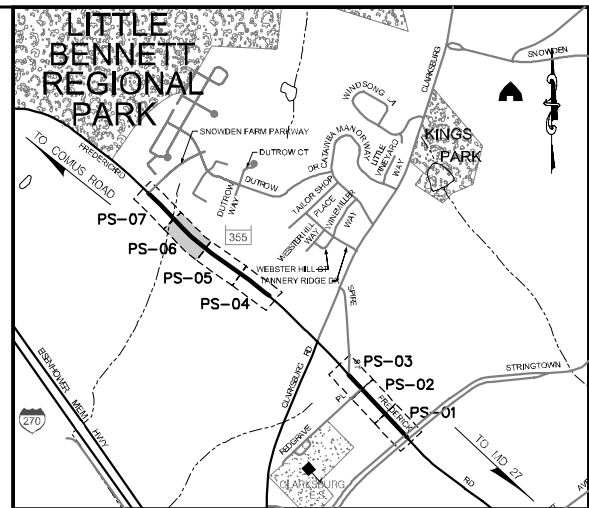 LITTLE
BENNETT
REGIONAL
PARK
SNOWDEN
CLARKSBURG
WINDSONG LA
SNOWDEN FARM PARKWAY
KINGS
PARK
TO COMUS ROAD
FREDERICK RD
DUTROW CT
CATAWBA MANOR WAY
LITTLE
VINEYARD
WAY
DUTROW
DR
DUTROW
WAY
TAILOR SHOP
PLACE
WINEMILLER
WAY
WEBSTER HILL
WAY
355
PS-07
PS-06
PS-05
PS-04
WEBSTER HILL CT
TANNERY RIDGE DR
SPIRE
ST
EISENHOWER
MEM'L
HWY
270
CLARKSBURG RD
PS-03
PS-02
PS-01
STRINGTOWN
FREDERICK
RD
REDGRAVE
PL
TO MD 27
CLARKSBURG
E.S.
ST